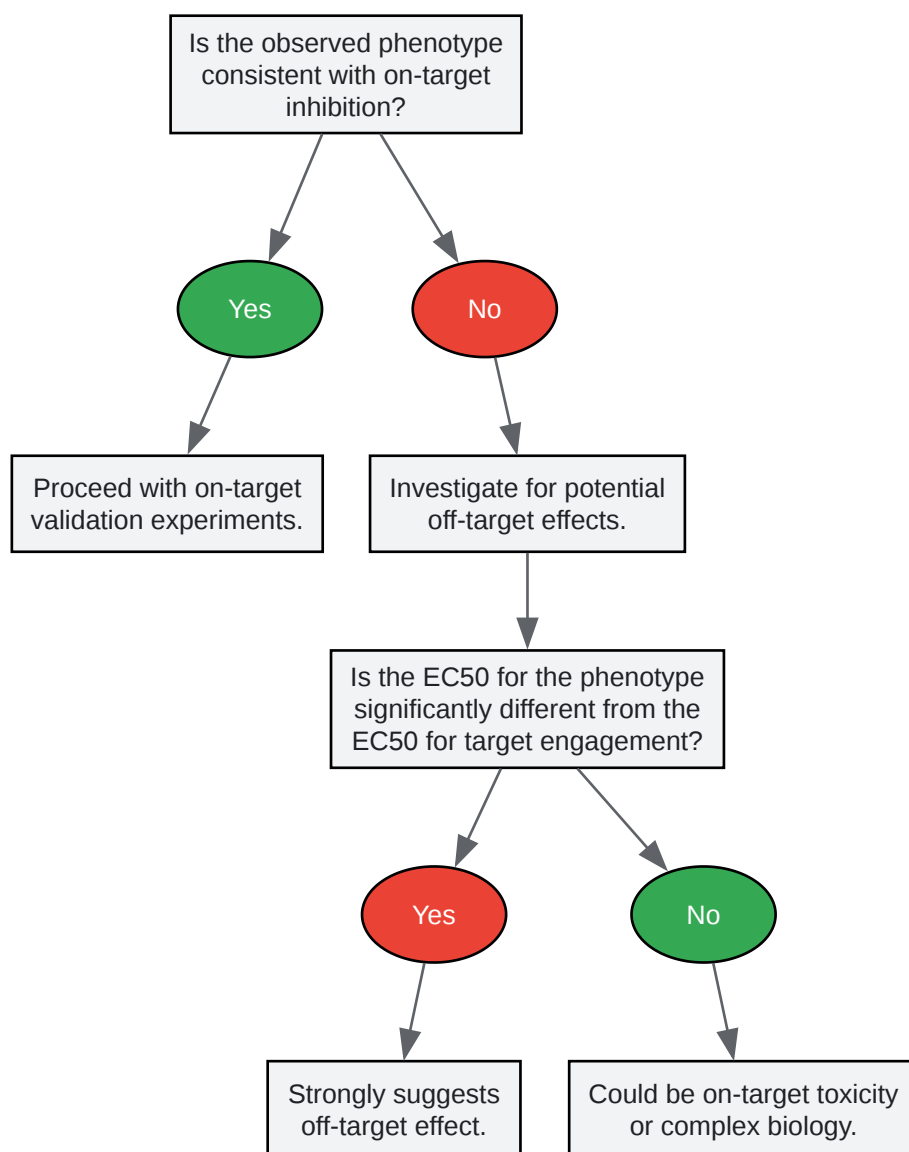 Is the observed phenotype
consistent with on-target
inhibition?
Yes
No
Proceed with on-target
validation experiments.
Investigate for potential
off-target effects.
Is the EC50 for the phenotype
significantly different from the
EC50 for target engagement?
Yes
No
Strongly suggests
off-target effect.
Could be on-target toxicity
or complex biology.